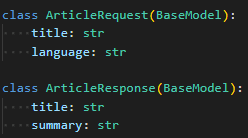 class ArticleRequest(BaseModel):
    title: str
    language: str

class ArticleResponse(BaseModel):
    title: str
    summary: str